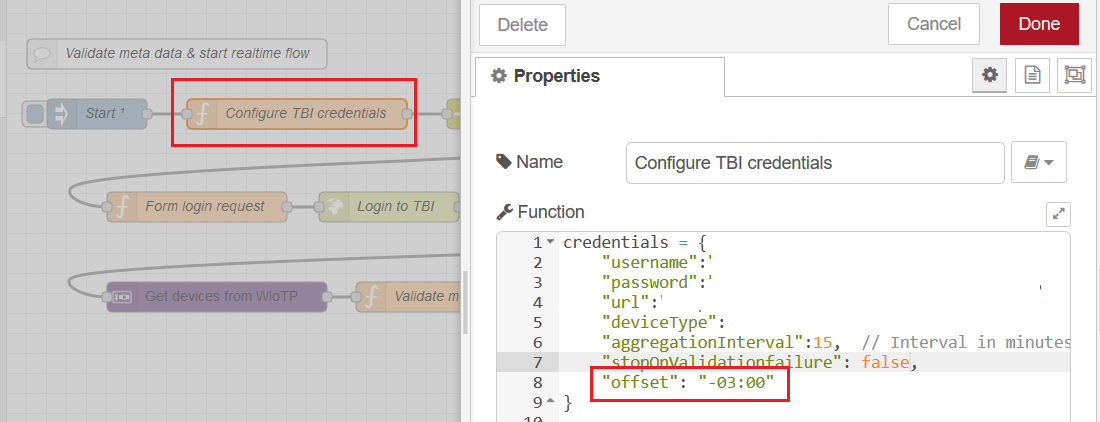 Validate meta data & start realtime flow
Start ¹
Configure TBI credentials
Form login request
Login to TBI
Get devices from WIoTP
Validate m
Delete
Cancel
Done
Properties
Name
Configure TBI credentials
Function
1 credentials = {
2 "username":'
3 "password":' '
4 "url":'
5 "deviceType":
6 "aggregationInterval":15, // Interval in minutes
7 "stopOnValidationfailure": false,
8 "offset": "-03:00"
9 }
10